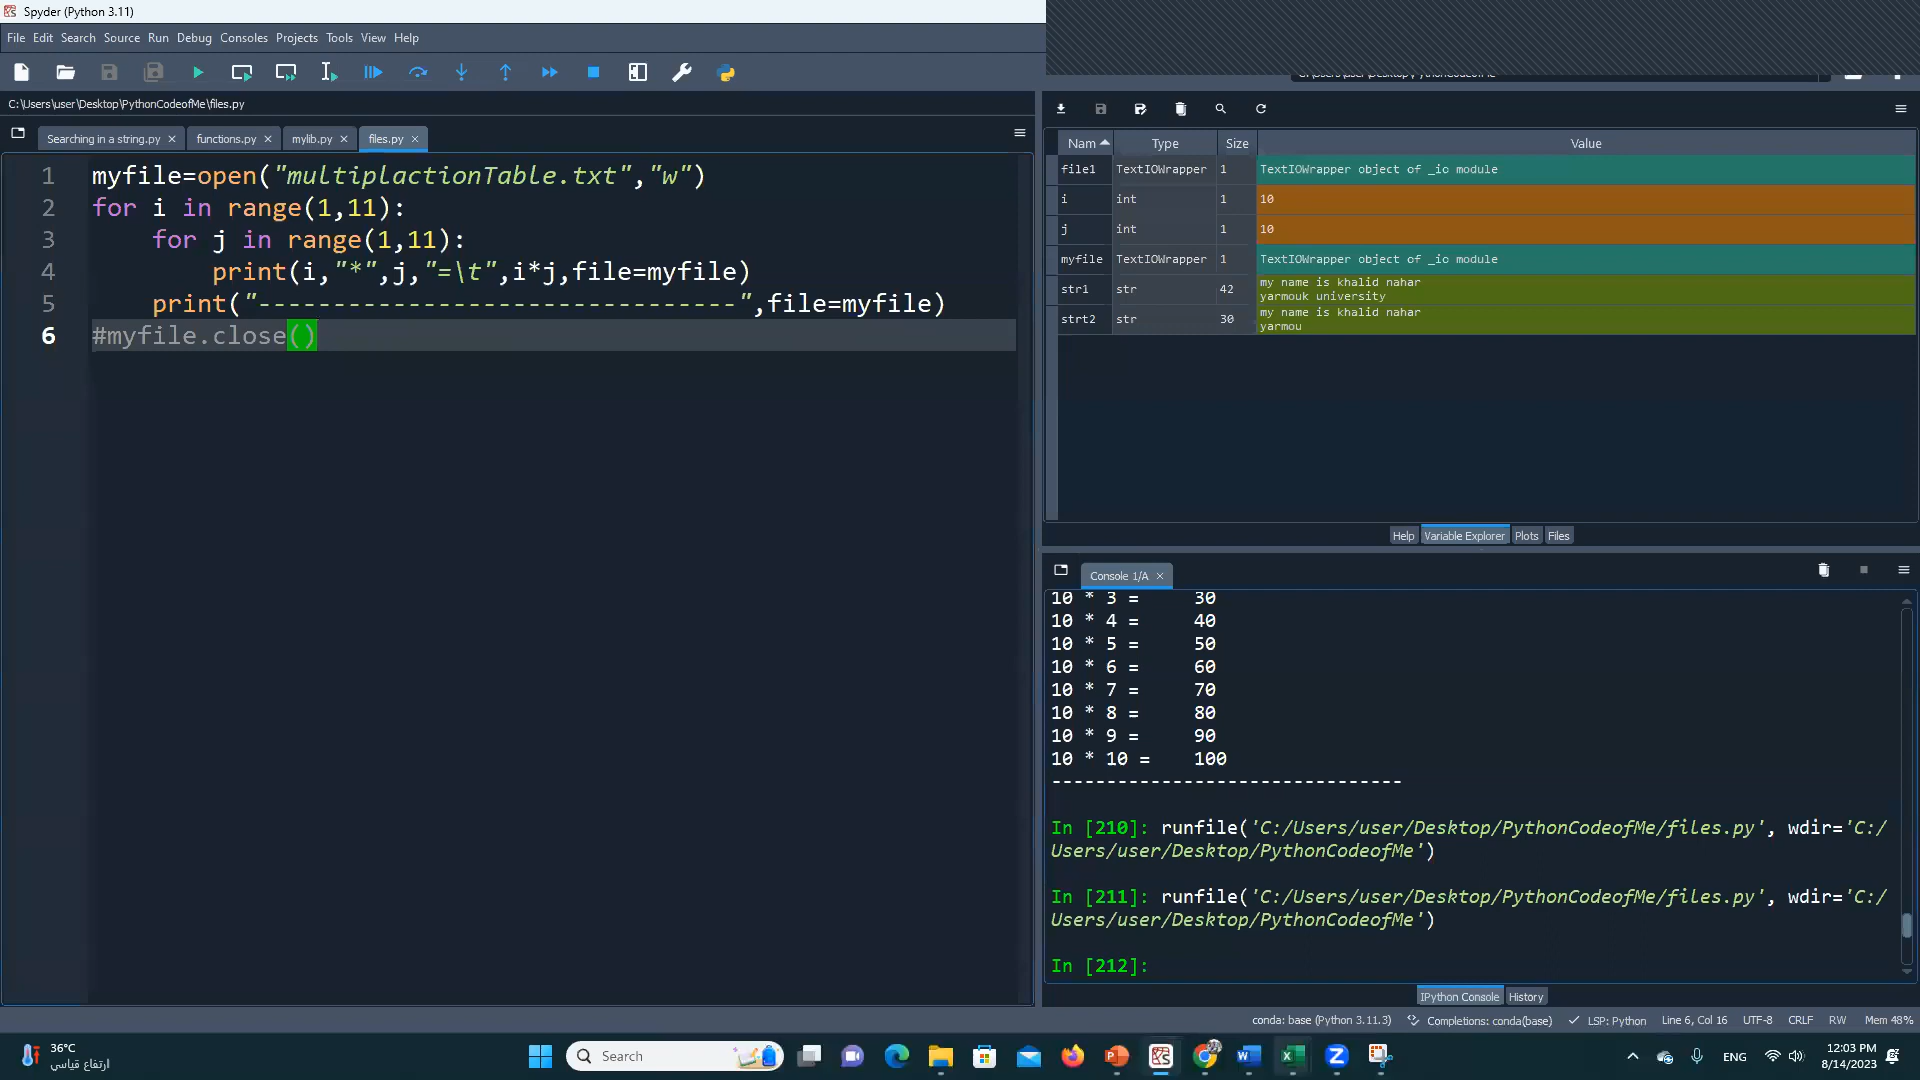 Spyder (Python 3.11)
File Edit Search Source Run Debug Consoles Projects Tools View Help
C:\Users\user\Desktop\PythonCodeofMe\files.py
Searching in a string.py functions.py mylib.py files.py
1 myfile=open("multiplactionTable.txt","w")
2 for i in range(1,11):
3 for j in range(1,11):
4 print(i,"*",j,"=\t",i*j,file=myfile)
5 print("--------------------------------",file=myfile)
6 #myfile.close()
Nam Type Size Value
file1 TextIOWrapper 1 TextIOWrapper object of _io module
i int 1 10
j int 1 10
myfile TextIOWrapper 1 TextIOWrapper object of _io module
str1 str 42 my name is khalid nahar
yarmouk university
strt2 str 30 my name is khalid nahar
yarmou
Help Variable Explorer Plots Files
Console 1/A
10 * 3 = 30
10 * 4 = 40
10 * 5 = 50
10 * 6 = 60
10 * 7 = 70
10 * 8 = 80
10 * 9 = 90
10 * 10 = 100
--------------------------------
In [210]: runfile('C:/Users/user/Desktop/PythonCodeofMe/files.py', wdir='C:/
Users/user/Desktop/PythonCodeofMe')
In [211]: runfile('C:/Users/user/Desktop/PythonCodeofMe/files.py', wdir='C:/
Users/user/Desktop/PythonCodeofMe')
In [212]:
IPython Console History
conda: base (Python 3.11.3) Completions: conda(base) LSP: Python Line 6, Col 16 UTF-8 CRLF RW Mem 48%
36°C
ارتفاع قياسي
Search
ENG
12:03 PM
8/14/2023